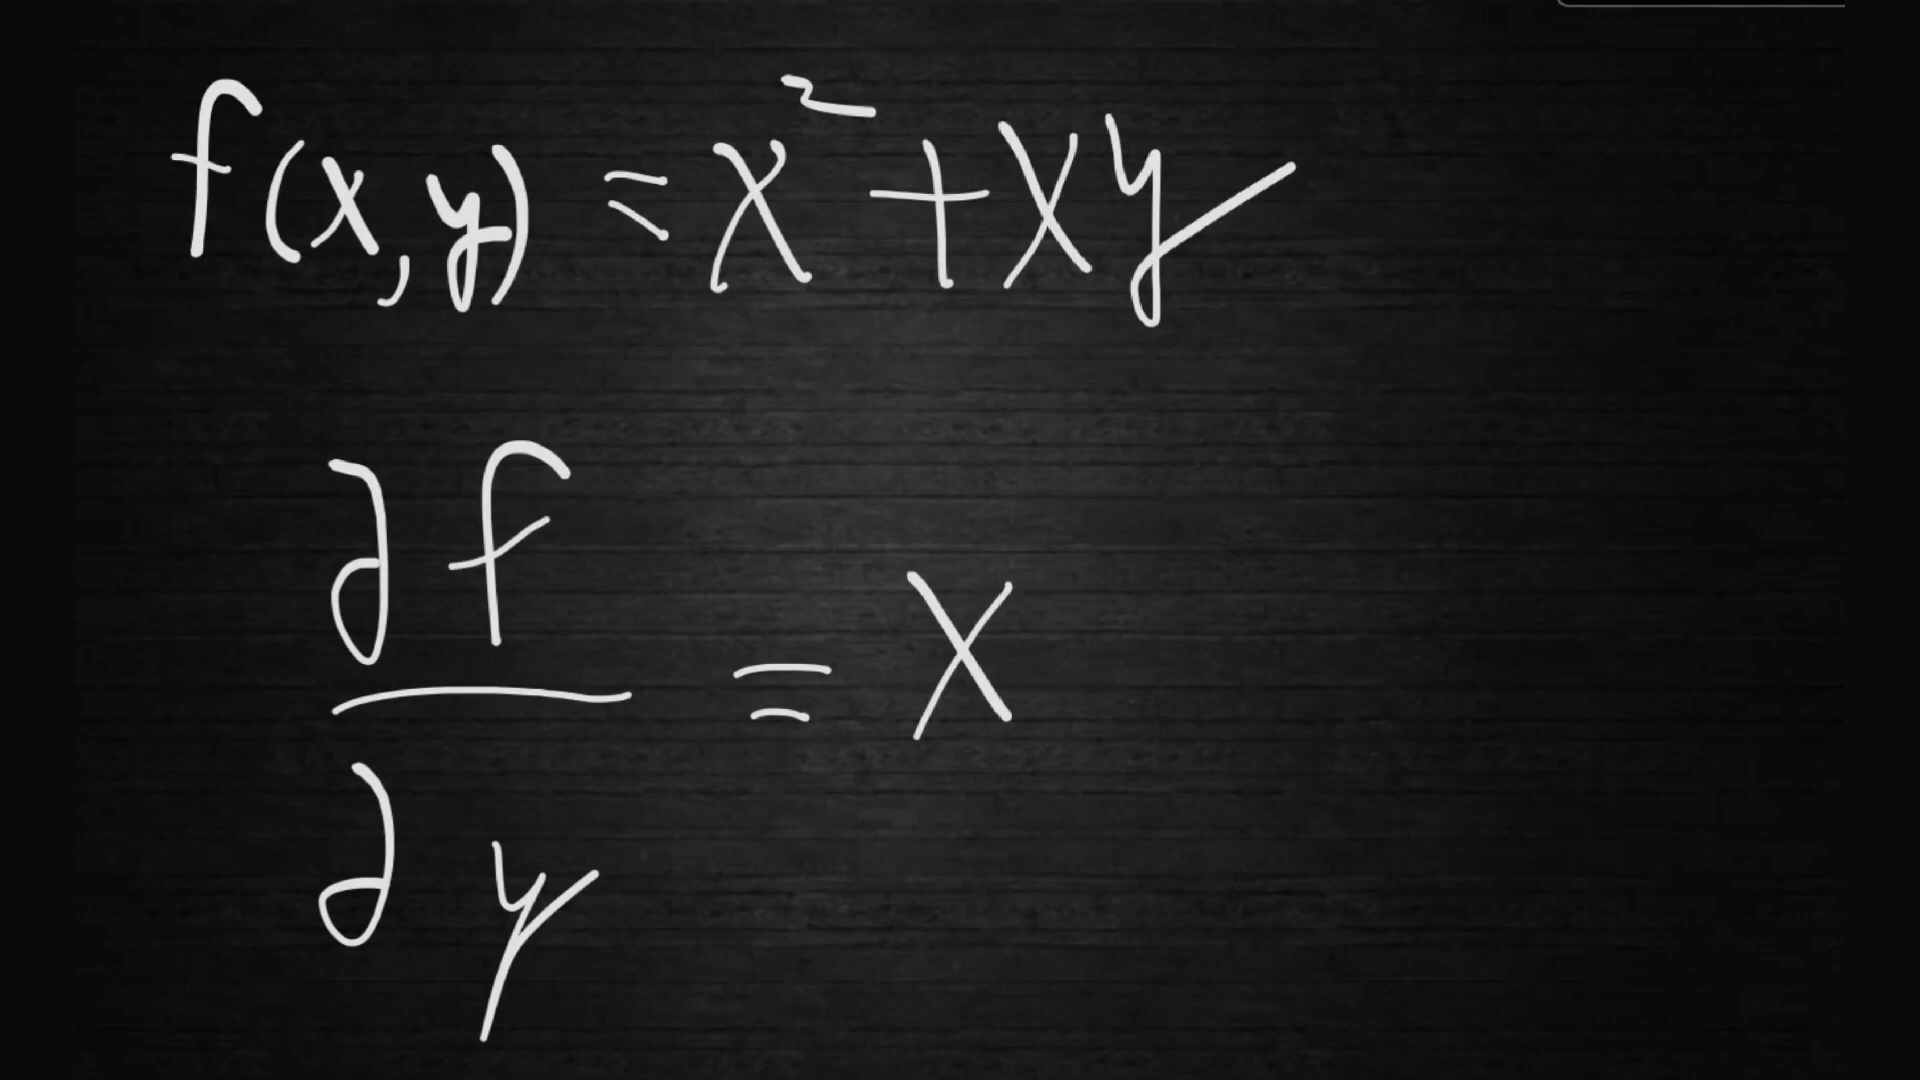 f(x,y) = x² + xy
∂f/∂y = x